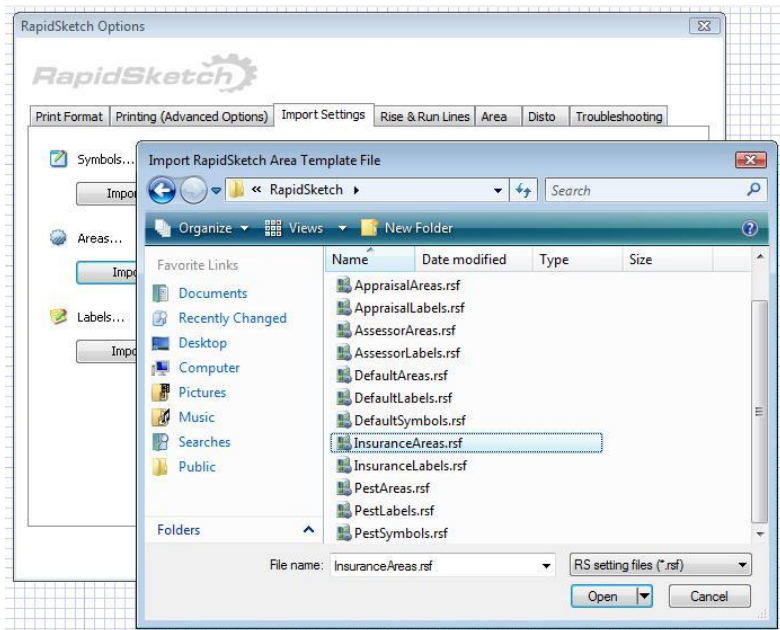 RapidSketch Options
RapidSketch
Print Format Printing (Advanced Options) Import Settings Rise & Run Lines Area Disto Troubleshooting
Symbols...
Areas...
Labels...
Import RapidSketch Area Template File
« RapidSketch
Search
Organize Views New Folder
Favorite Links
Documents
Recently Changed
Desktop
Computer
Pictures
Music
Searches
Public
Folders
Name Date modified Type Size
AppraisalAreas.rsf
AppraisalLabels.rsf
AssessorAreas.rsf
AssessorLabels.rsf
DefaultAreas.rsf
DefaultLabels.rsf
DefaultSymbols.rsf
InsuranceAreas.rsf
InsuranceLabels.rsf
PestAreas.rsf
PestLabels.rsf
PestSymbols.rsf
File name: InsuranceAreas.rsf RS setting files (*.rsf)
Open Cancel